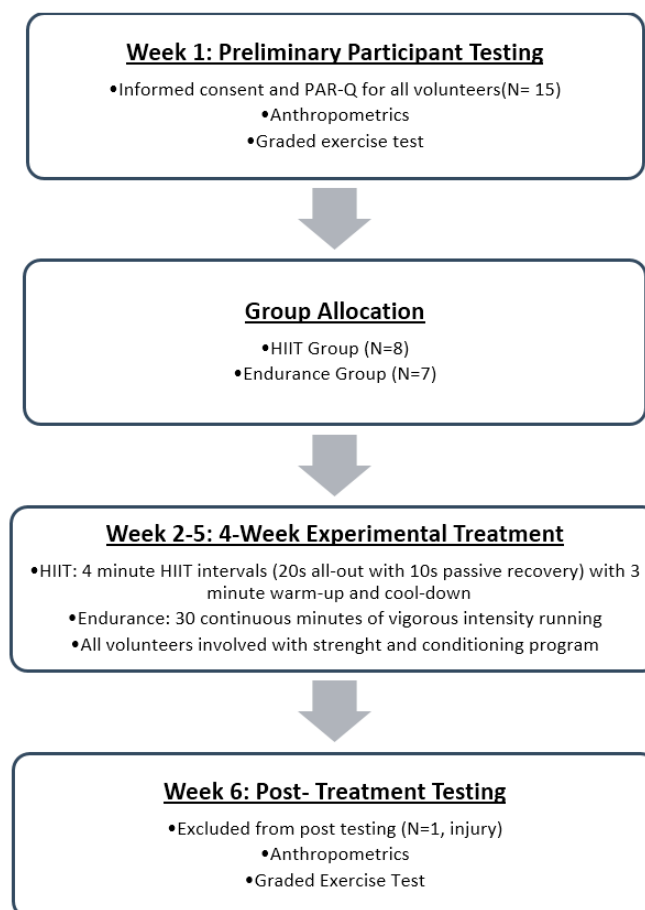 Week 1: Preliminary Participant Testing
•Informed consent and PAR-Q for all volunteers(N= 15)
•Anthropometrics
•Graded exercise test
Group Allocation
•HIIT Group (N=8)
•Endurance Group (N=7)
Week 2-5: 4-Week Experimental Treatment
•HIIT: 4 minute HIIT intervals (20s all-out with 10s passive recovery) with 3
minute warm-up and cool-down
•Endurance: 30 continuous minutes of vigorous intensity running
•All volunteers involved with strenght and conditioning program
Week 6: Post- Treatment Testing
•Excluded from post testing (N=1, injury)
•Anthropometrics
•Graded Exercise Test